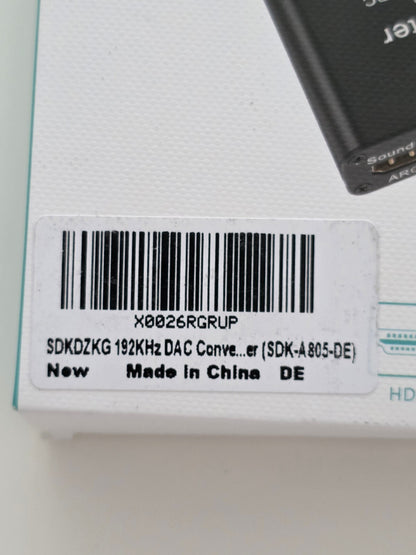 ter
Sound
ARC
X0026RGRUP
SDKDZKG 192KHz DAC Conve...er (SDK-A805-DE)
New Made in China DE
HD